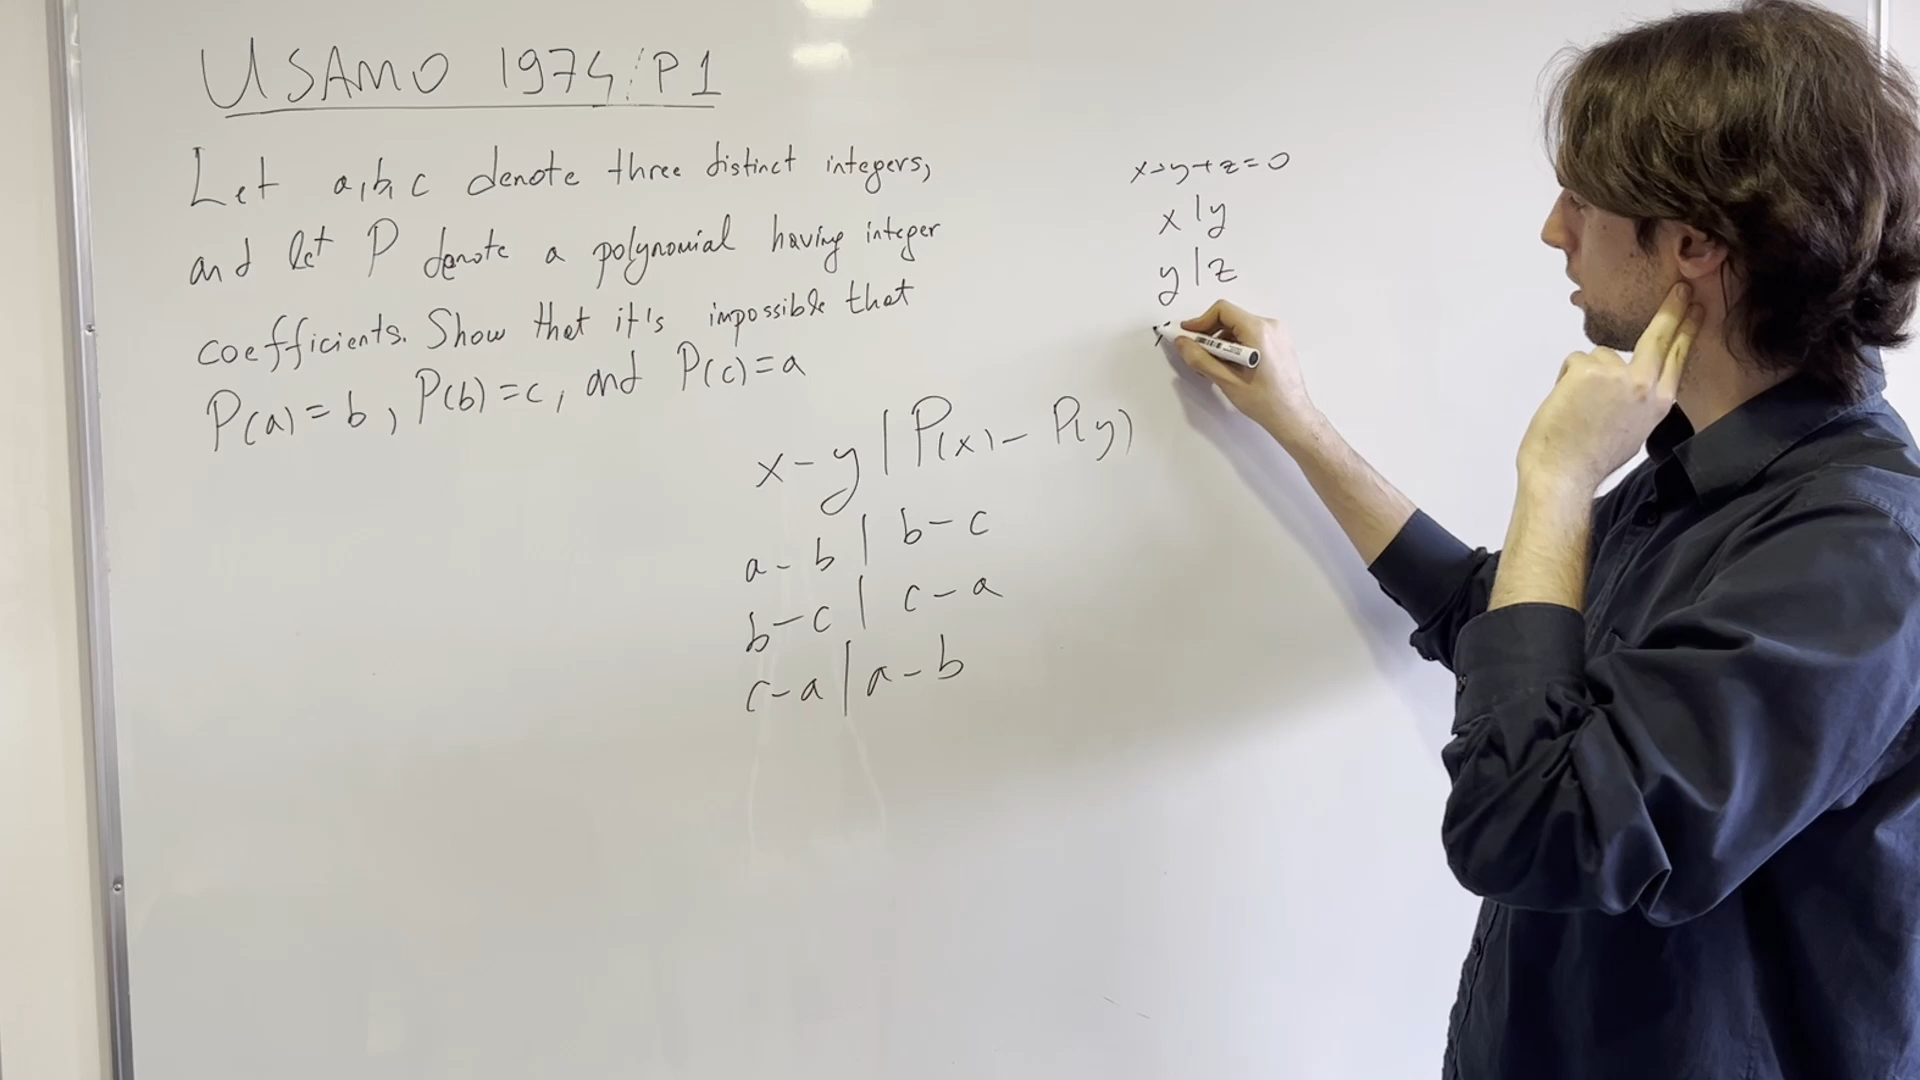 USAMO 1974/P1
Let a,b,c denote three distinct integers,
and let P denote a polynomial having integer
coefficients. Show that it's impossible that
P(a)=b, P(b)=c, and P(c)=a
x-y | P(x)-P(y)
a-b | b-c
b-c | c-a
c-a | a-b
x+y+z=0
x|y
y|z